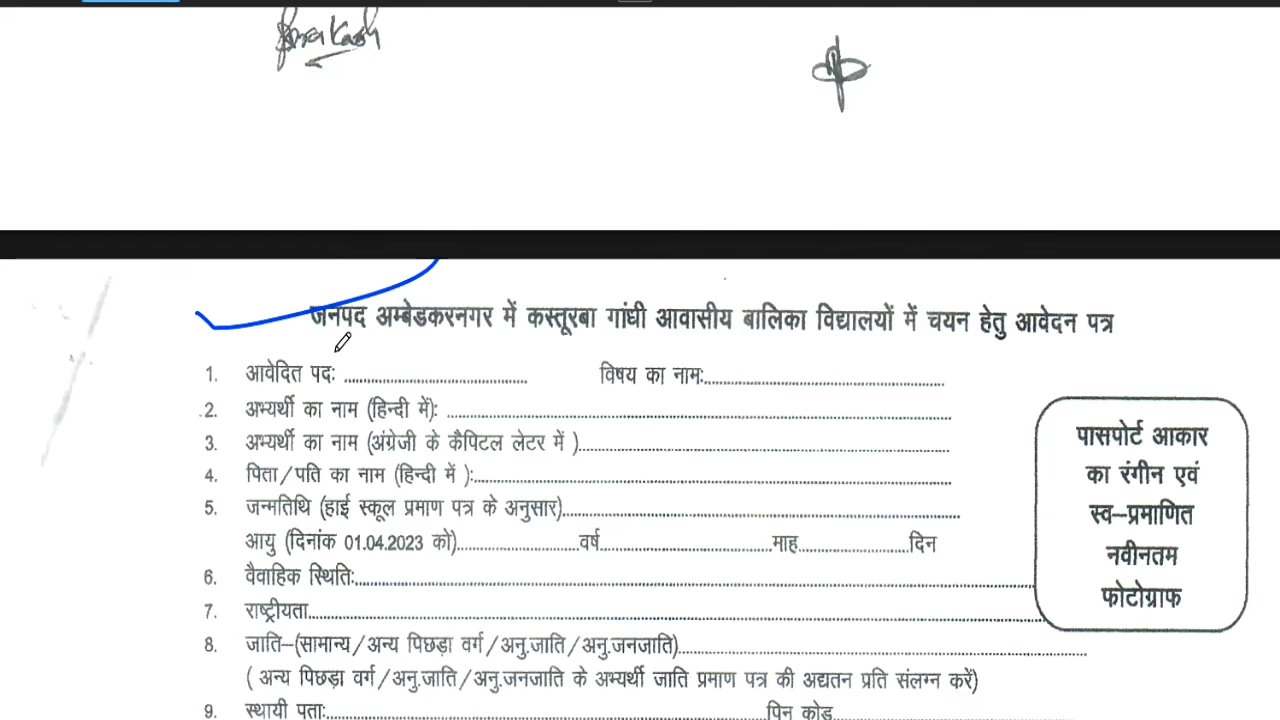 Prakash
जनपद अम्बेडकरनगर में कस्तूरबा गांधी आवासीय बालिका विद्यालयों में चयन हेतु आवेदन पत्र
1. आवेदित पदः ............................................. विषय का नामः............................................................
2. अभ्यर्थी का नाम (हिन्दी में): ............................................................
3. अभ्यर्थी का नाम (अंग्रेजी के कैपिटल लेटर में )............................................................
4. पिता/पति का नाम (हिन्दी में ):............................................................
5. जन्मतिथि (हाई स्कूल प्रमाण पत्र के अनुसार)............................................................
आयु (दिनांक 01.04.2023 को)..............................वर्ष..............................माह..............................दिन
6. वैवाहिक स्थितिः............................................................
7. राष्ट्रीयता............................................................
8. जाति–(सामान्य/अन्य पिछड़ा वर्ग/अनु.जाति/अनु.जनजाति)............................................................
( अन्य पिछड़ा वर्ग/अनु.जाति/अनु.जनजाति के अभ्यर्थी जाति प्रमाण पत्र की अद्यतन प्रति संलग्न करें)
9. स्थायी पताः............................................................पिन कोड............................................................
पासपोर्ट आकार
का रंगीन एवं
स्व–प्रमाणित
नवीनतम
फोटोग्राफ